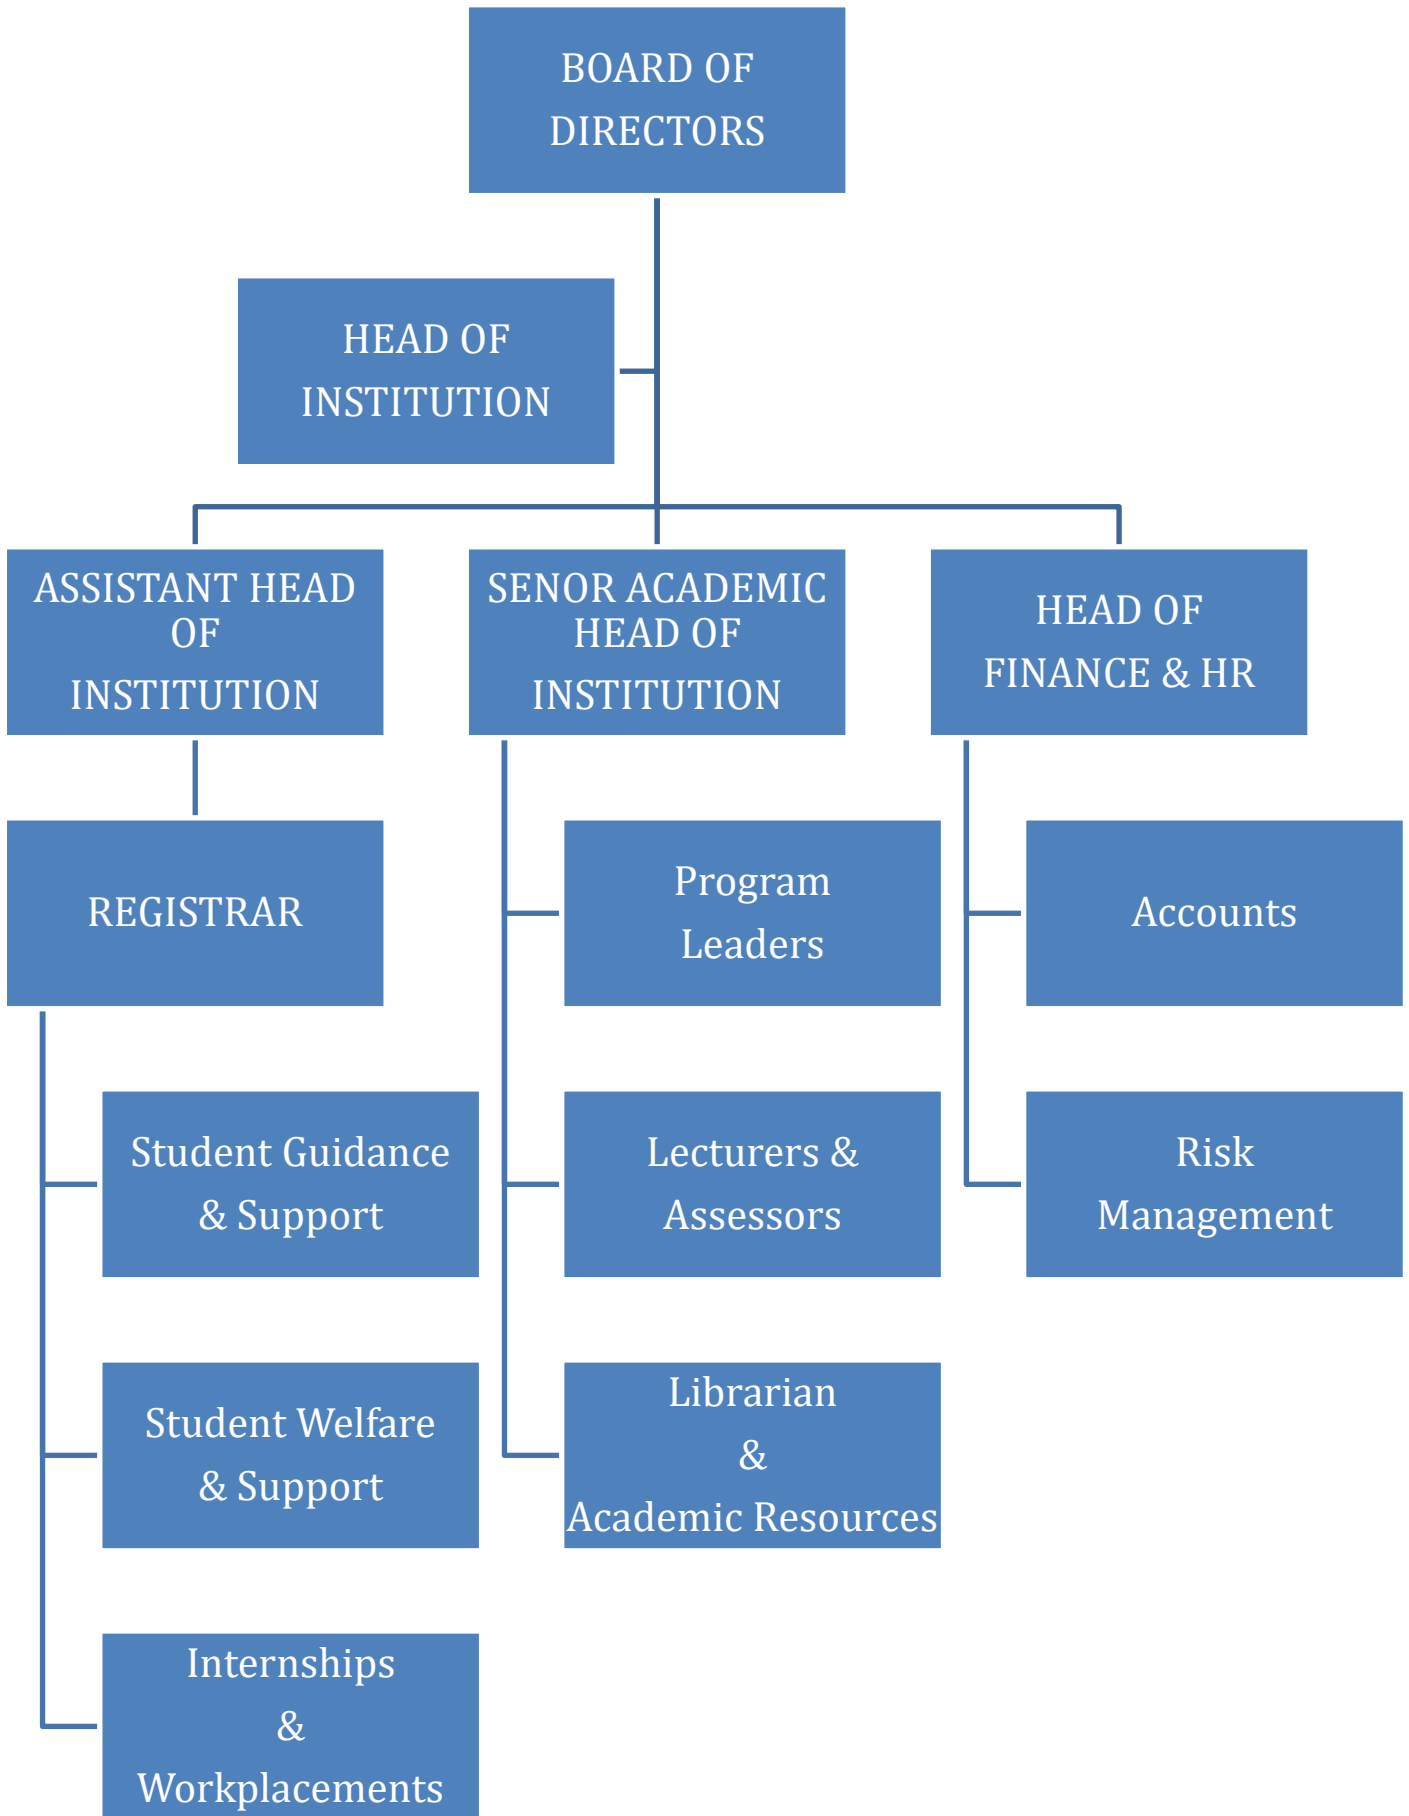 BOARD OF
DIRECTORS
HEAD OF
INSTITUTION
ASSISTANT HEAD
OF
INSTITUTION
SENOR ACADEMIC
HEAD OF
INSTITUTION
HEAD OF
FINANCE & HR
REGISTRAR
Program
Leaders
Accounts
Student Guidance
& Support
Lecturers &
Assessors
Risk
Management
Student Welfare
& Support
Librarian
&
Academic Resources
Internships
&
Workplacements